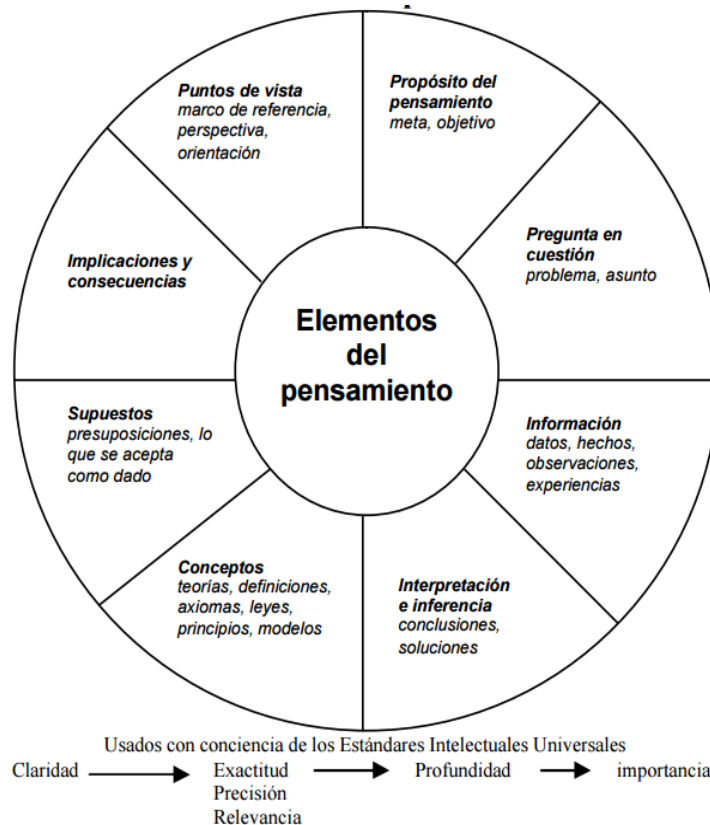 Puntos de vista
marco de referencia,
perspectiva,
orientación
Propósito del
pensamiento
meta, objetivo
Pregunta en
cuestión
problema, asunto
Implicaciones y
consecuencias
Elementos
del
pensamiento
Supuestos
presuposiciones, lo
que se acepta
como dado
Información
datos, hechos,
observaciones,
experiencias
Conceptos
teorías, definiciones,
axiomas, leyes,
principios, modelos
Interpretación
e inferencia
conclusiones,
soluciones
Usados con conciencia de los Estándares Intelectuales Universales
Claridad Exactitud Profundidad importancia
Precisión
Relevancia